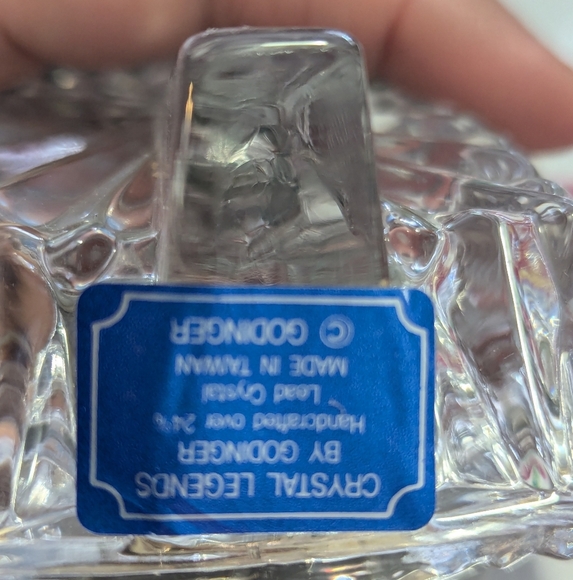 CRYSTAL LEGENDS
BY GODINGER
Handcrafted over 24%
Lead Crystal
MADE IN TAIWAN
© GODINGER